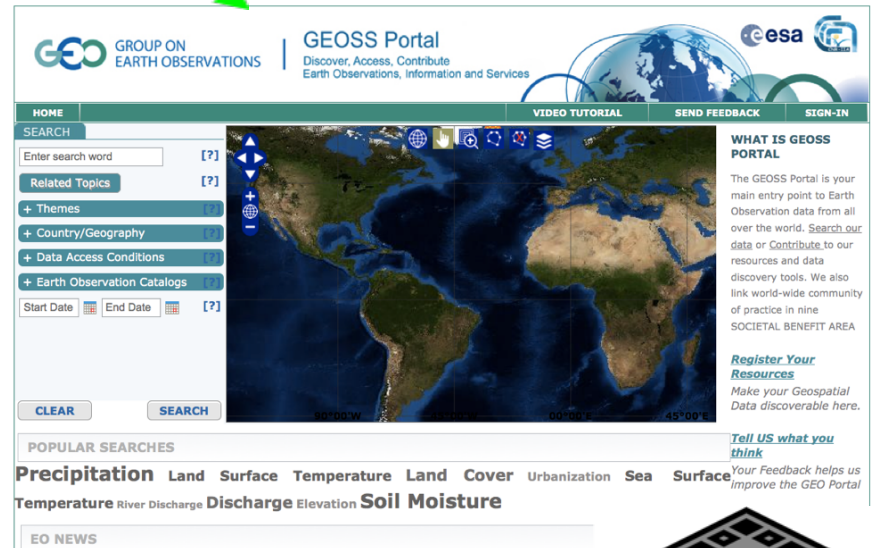 GEO
GROUP ON
EARTH OBSERVATIONS
GEOSS Portal
Discover, Access, Contribute
Earth Observations, Information and Services
esa
HOME
VIDEO TUTORIAL
SEND FEEDBACK
SIGN-IN
SEARCH
Enter search word [?]
Related Topics [?]
+ Themes [?]
+ Country/Geography [?]
+ Data Access Conditions [?]
+ Earth Observation Catalogs [?]
Start Date End Date [?]
CLEAR SEARCH
90°00'W 45°00'W 00°00'E 45°00'E
WHAT IS GEOSS
PORTAL
The GEOSS Portal is your
main entry point to Earth
Observation data from all
over the world. Search our
data or Contribute to our
resources and data
discovery tools. We also
link world-wide community
of practice in nine
SOCIETAL BENEFIT AREA
Register Your
Resources
Make your Geospatial
Data discoverable here.
Tell US what you
think
Your Feedback helps us
improve the GEO Portal
POPULAR SEARCHES
Precipitation Land Surface Temperature Land Cover Urbanization Sea Surface
Temperature River Discharge Discharge Elevation Soil Moisture
EO NEWS